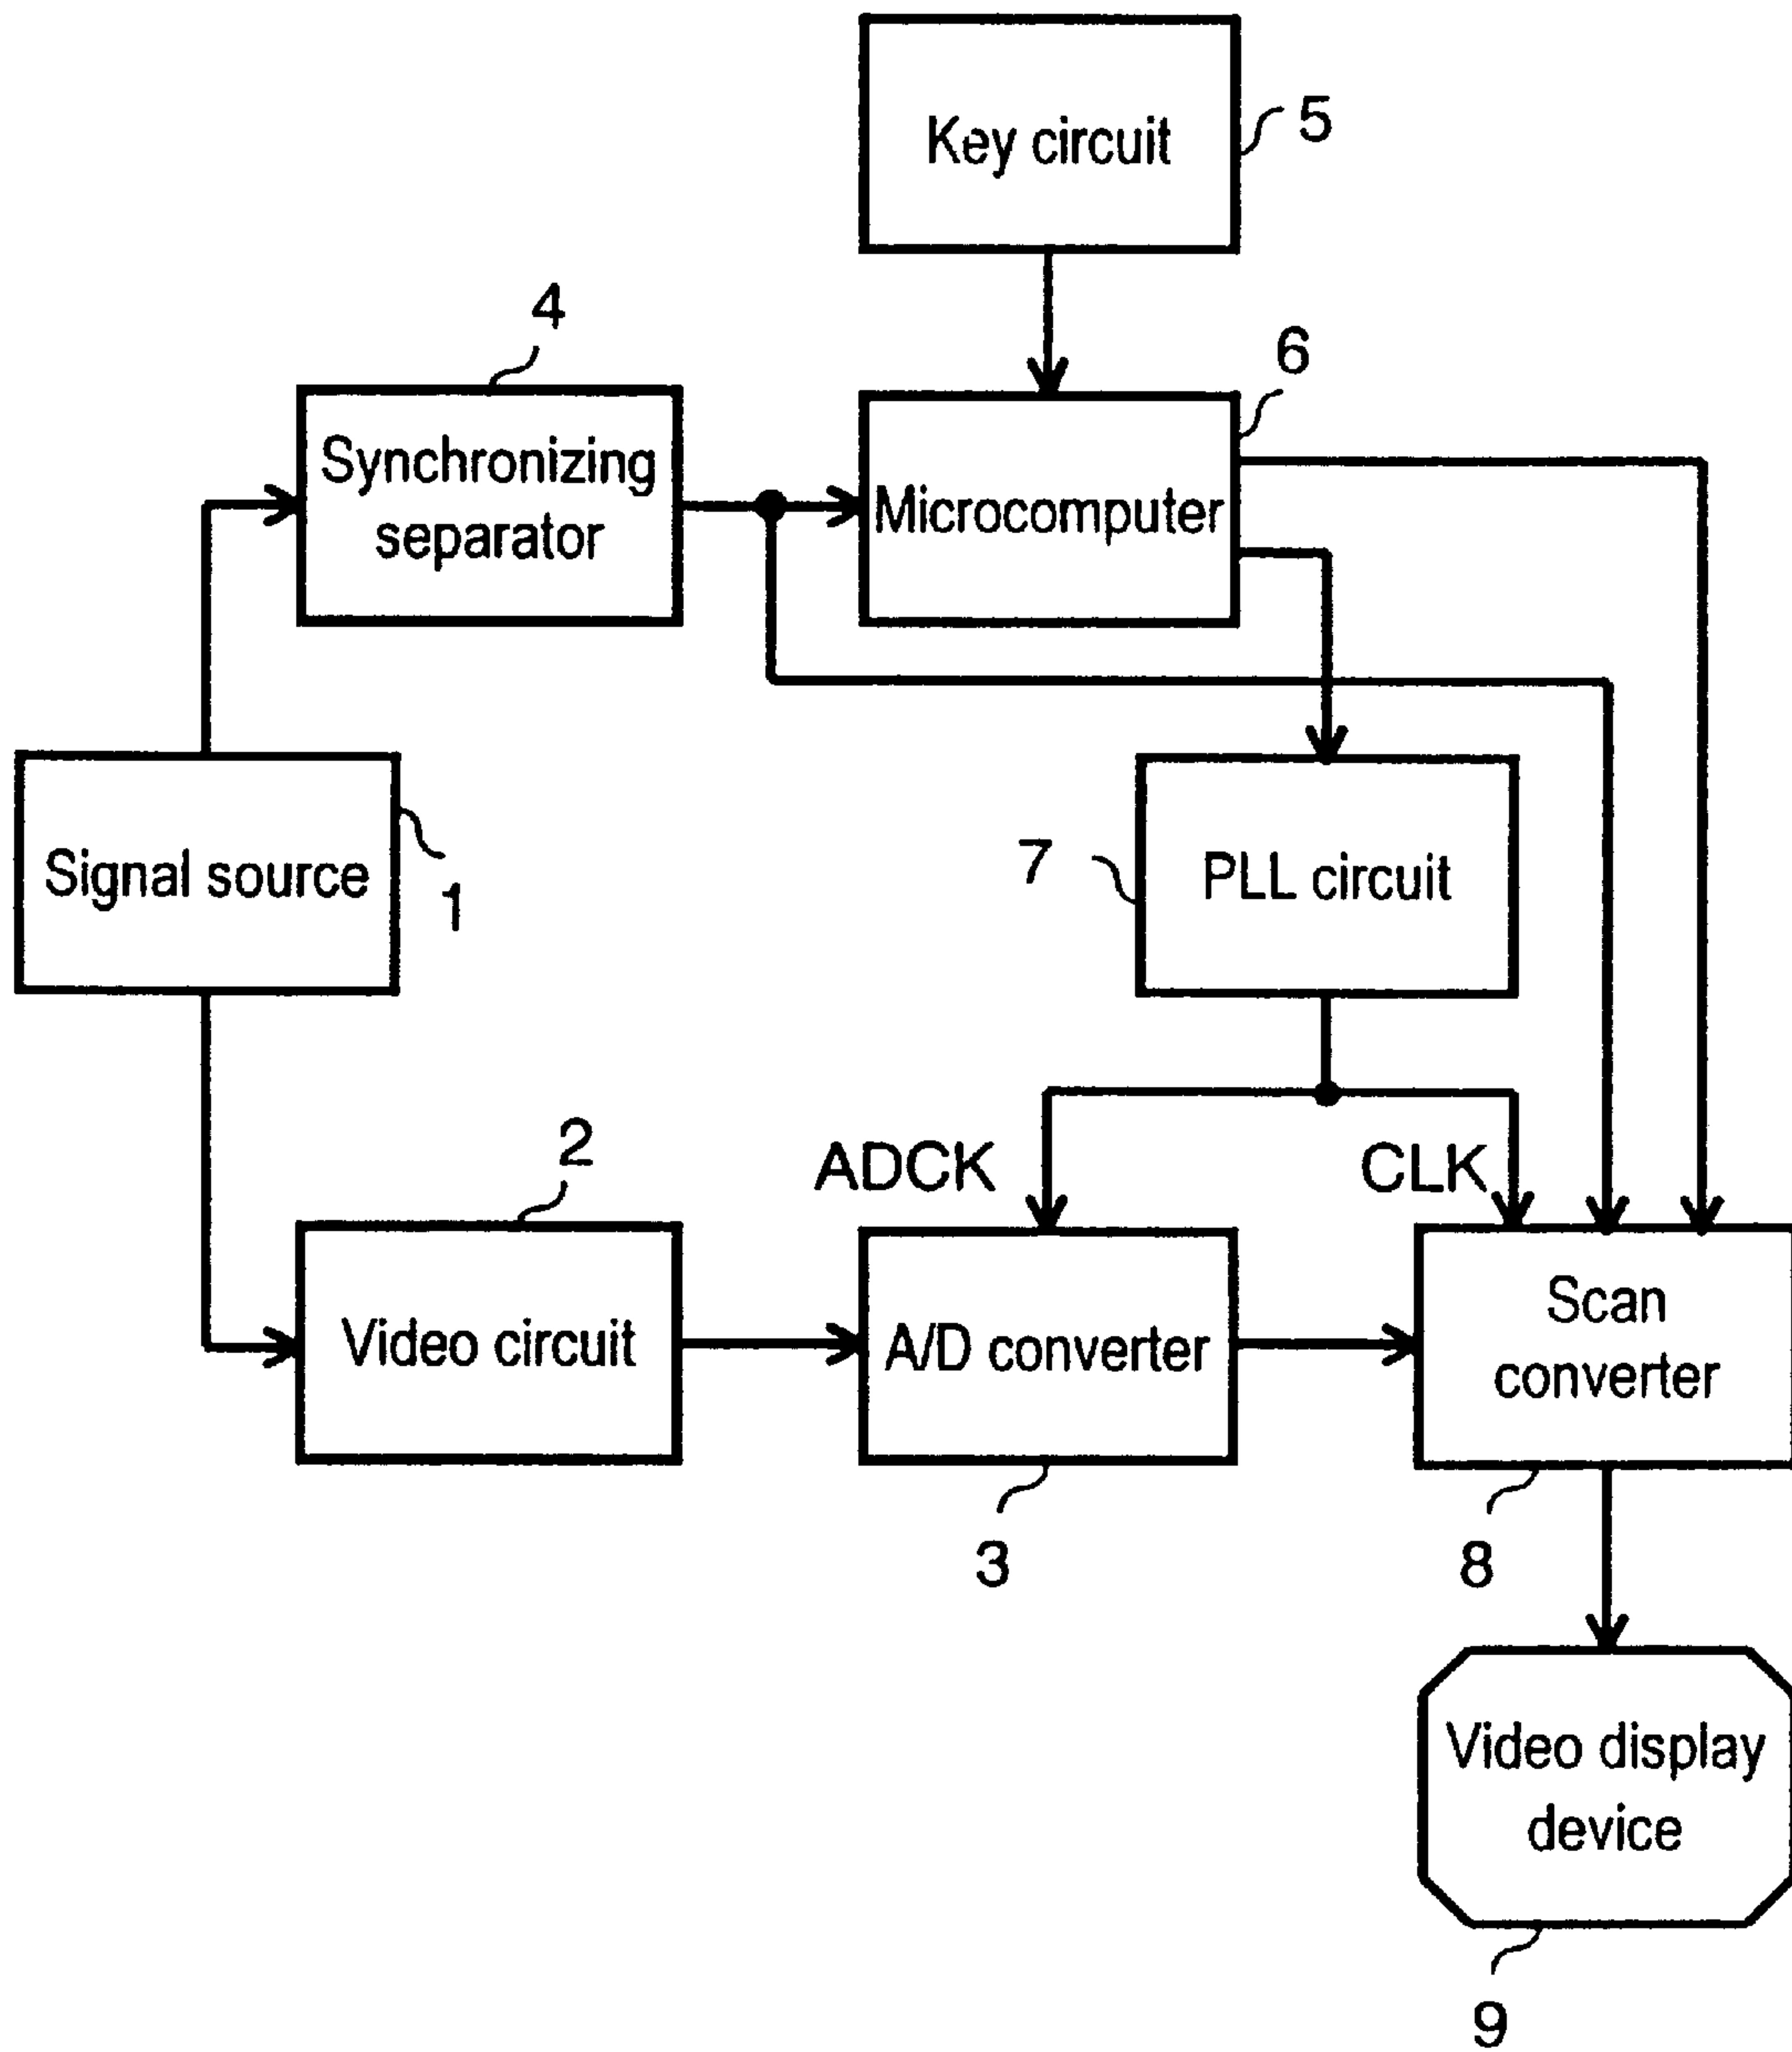 Key circuit
5
4
6
Synchronizing
separator
Microcomputer
Signal source
1
7
PLL circuit
2
ADCK
CLK
Video circuit
A/D converter
Scan
converter
3
8
Video display
device
9